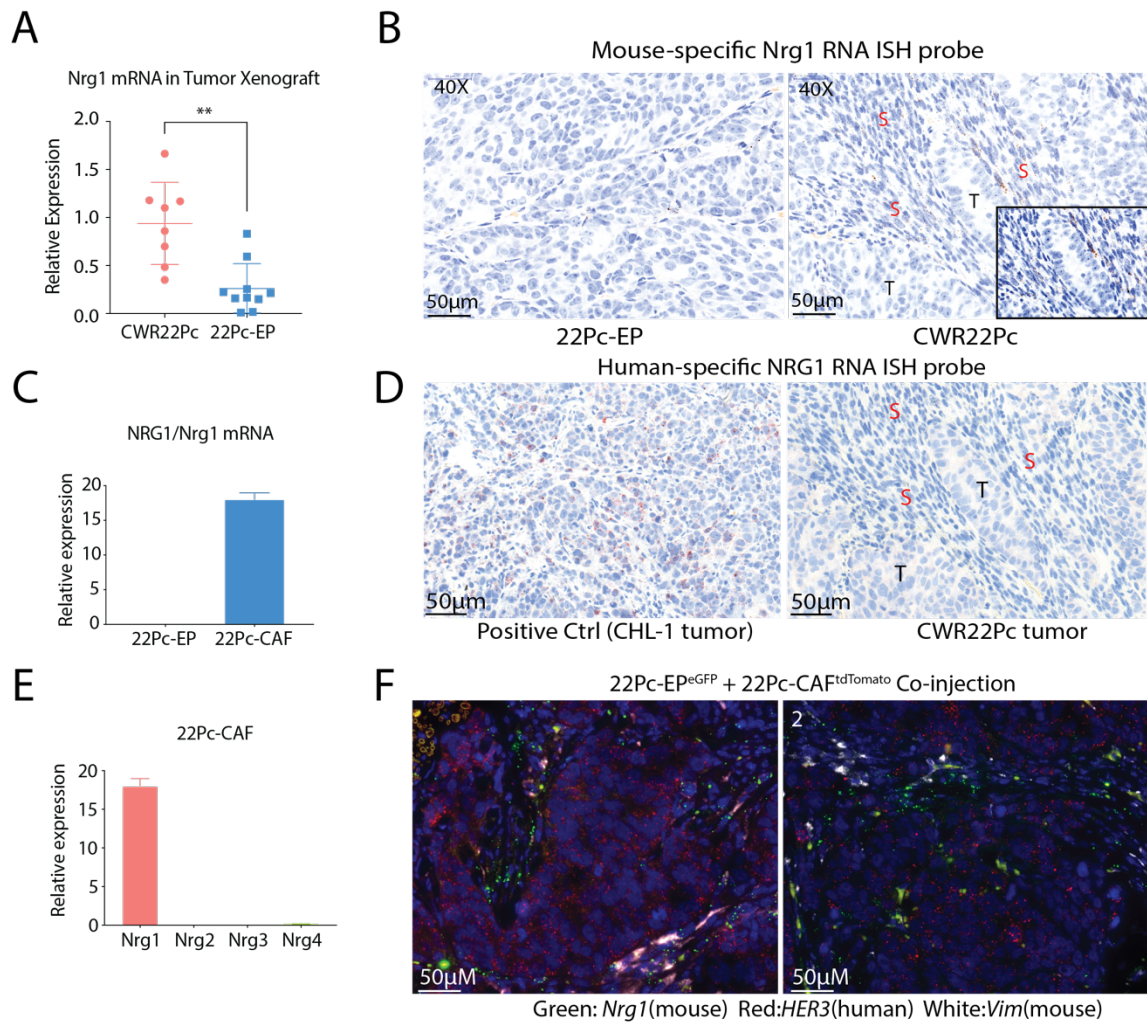 A
Nrg1 mRNA in Tumor Xenograft
**
Relative Expression
2.0
1.5
1.0
0.5
0.0
CWR22Pc
22Pc-EP
B
Mouse-specific Nrg1 RNA ISH probe
40X
50µm
22Pc-EP
40X
S
S
S
T
T
50µm
CWR22Pc
C
NRG1/Nrg1 mRNA
Relative expression
20
15
10
5
0
22Pc-EP
22Pc-CAF
D
Human-specific NRG1 RNA ISH probe
50µm
Positive Ctrl (CHL-1 tumor)
S
S
S
T
T
50µm
CWR22Pc tumor
E
22Pc-CAF
Relative expression
20
15
10
5
0
Nrg1
Nrg2
Nrg3
Nrg4
F
22Pc-EPeGFP + 22Pc-CAFtdTomato Co-injection
50µM
2
50µM
Green: Nrg1(mouse) Red:HER3(human) White:Vim(mouse)